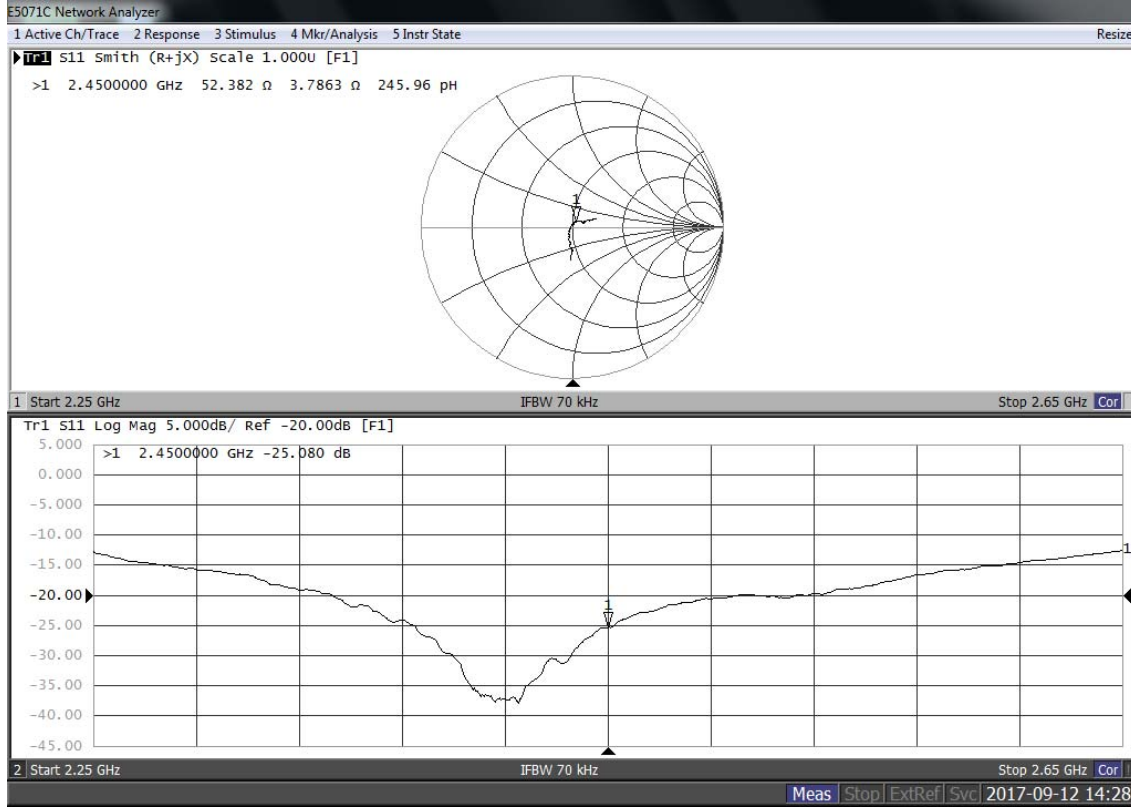 E5071C Network Analyzer
1 Active Ch/Trace 2 Response 3 Stimulus 4 Mkr/Analysis 5 Instr State Resize
Tr1 S11 Smith (R+jX) Scale 1.000U [F1]
>1 2.4500000 GHz 52.382 Ω 3.7863 Ω 245.96 pH
1
1 Start 2.25 GHz IFBW 70 kHz Stop 2.65 GHz Cor
Tr1 S11 Log Mag 5.000dB/ Ref -20.00dB [F1]
5.000
>1 2.4500000 GHz -25.080 dB
0.000
-5.000
-10.00
1
-15.00
-20.00
1
-25.00
-30.00
-35.00
-40.00
-45.00
2 Start 2.25 GHz IFBW 70 kHz Stop 2.65 GHz Cor
Meas Stop ExtRef Svc 2017-09-12 14:28